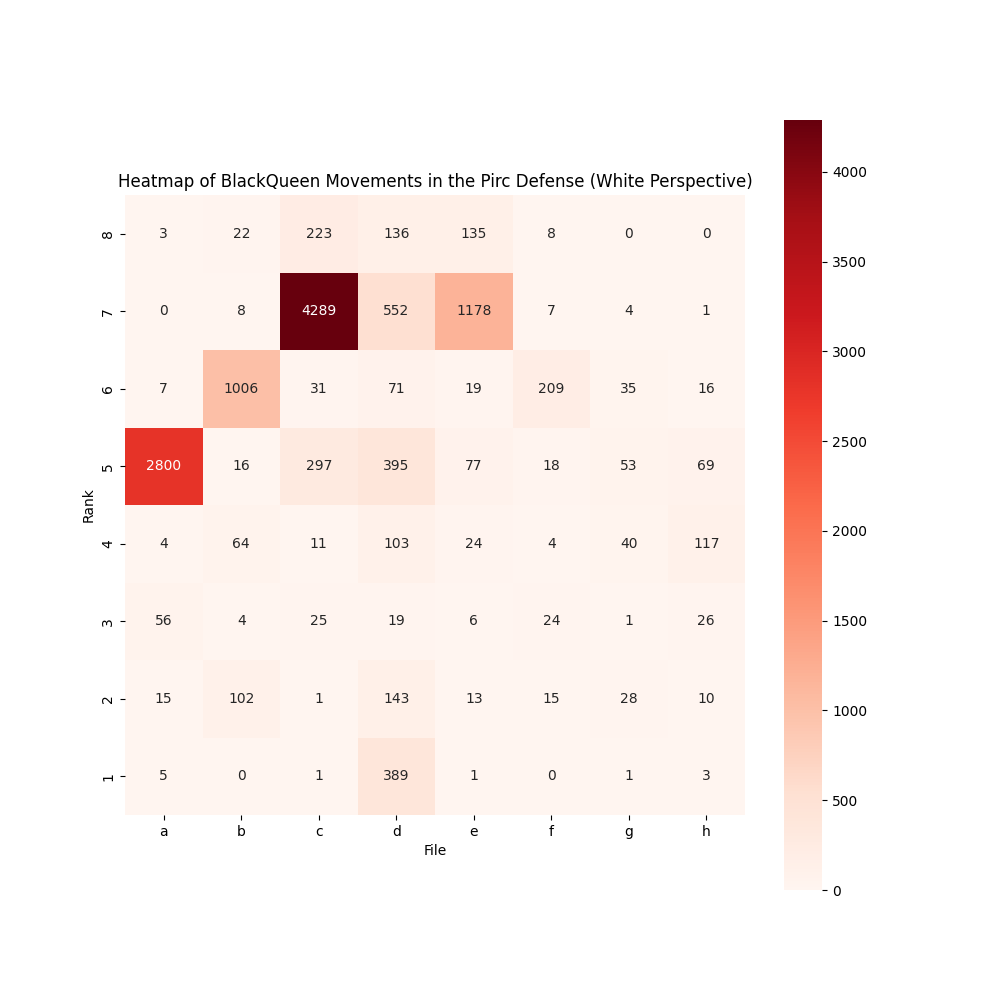 Heatmap of BlackQueen Movements in the Pirc Defense (White Perspective)
8 3 22 223 136 135 8 0 0
7 0 8 4289 552 1178 7 4 1
6 7 1006 31 71 19 209 35 16
5 2800 16 297 395 77 18 53 69
4 4 64 11 103 24 4 40 117
3 56 4 25 19 6 24 1 26
2 15 102 1 143 13 15 28 10
1 5 0 1 389 1 0 1 3
a b c d e f g h
File
Rank
4000
3500
3000
2500
2000
1500
1000
500
0